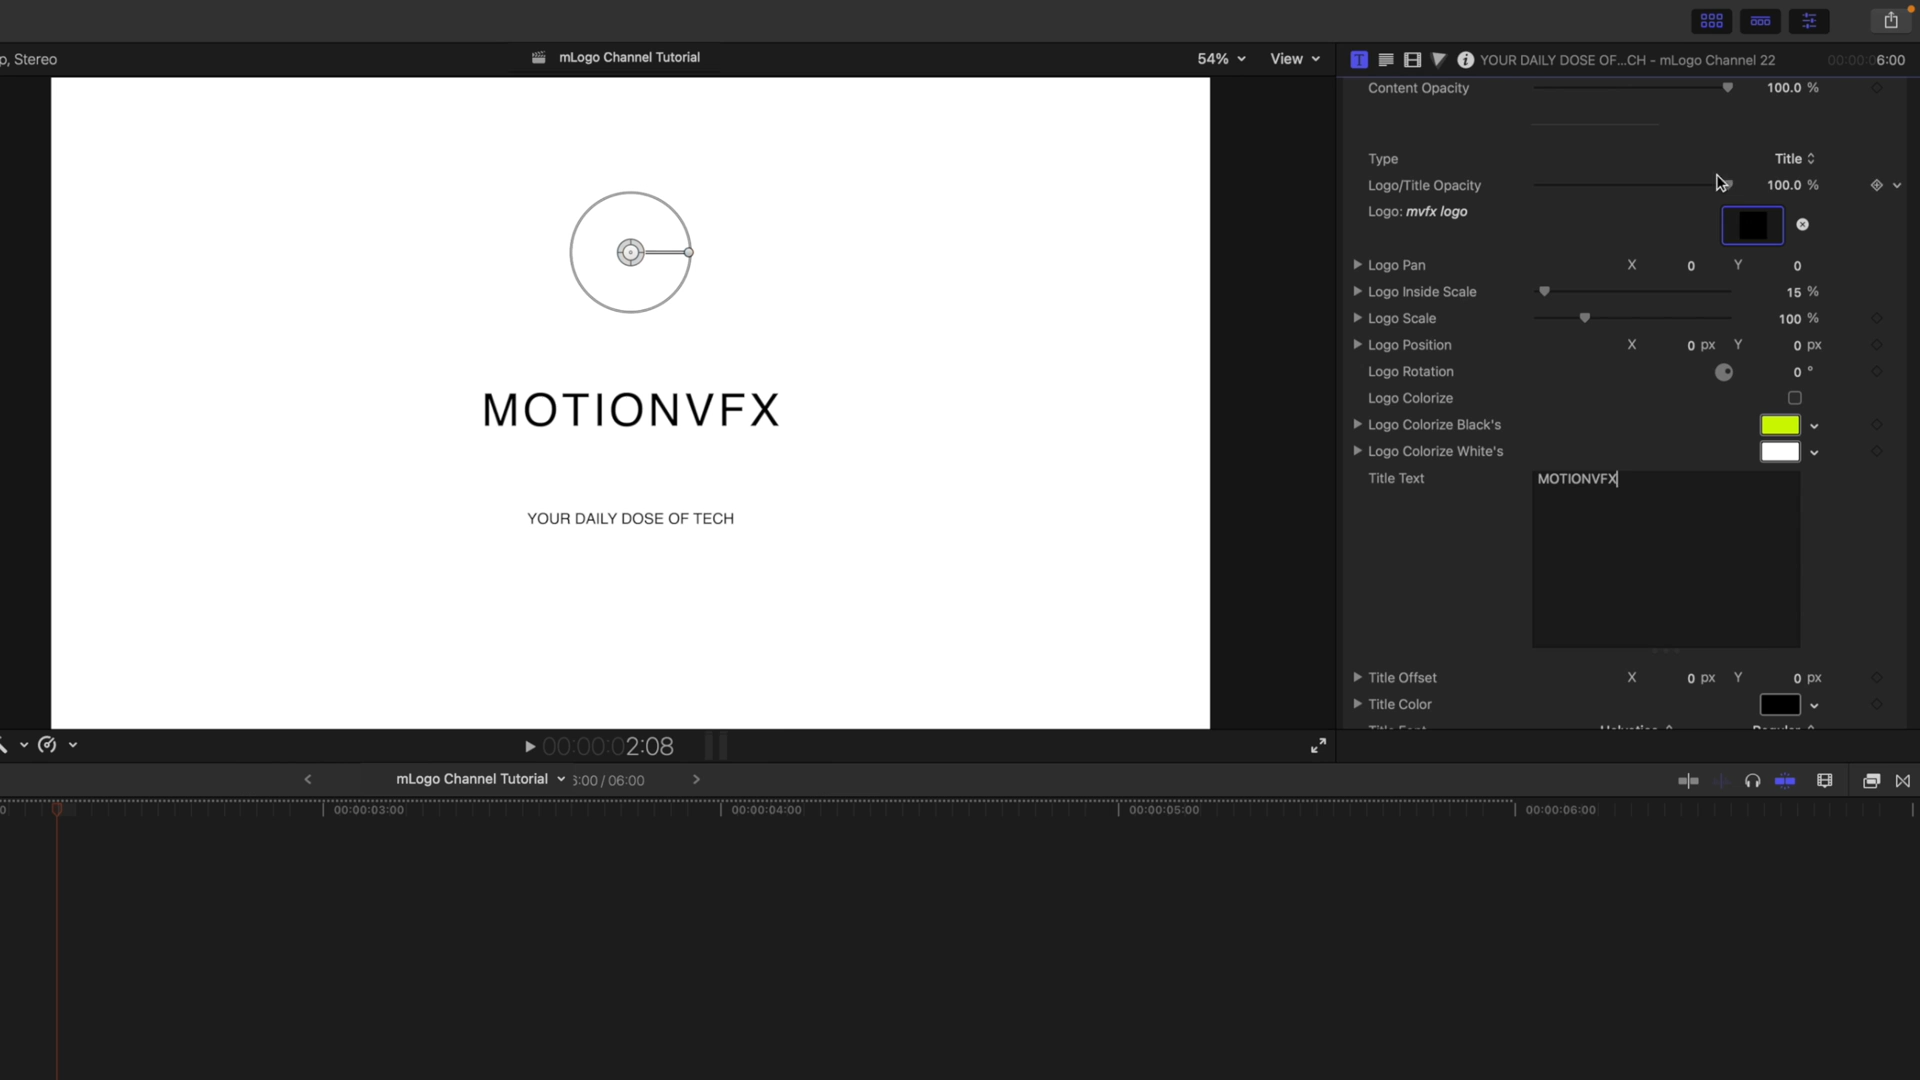 p, Stereo
mLogo Channel Tutorial
54%
View
YOUR DAILY DOSE OF...CH - mLogo Channel 22
00:00:06:00
Content Opacity
100.0 %
Type
Title
Logo/Title Opacity
100.0 %
Logo: mvfx logo
Logo Pan
X 0 Y 0
Logo Inside Scale
15 %
Logo Scale
100 %
Logo Position
X 0 px Y 0 px
Logo Rotation
0 °
Logo Colorize
Logo Colorize Black's
Logo Colorize White's
Title Text
MOTIONVFX
Title Offset
X 0 px Y 0 px
Title Color
MOTIONVFX
YOUR DAILY DOSE OF TECH
00:00:02:08
mLogo Channel Tutorial
3:00 / 06:00
0
00:00:03:00
00:00:04:00
00:00:05:00
00:00:06:00